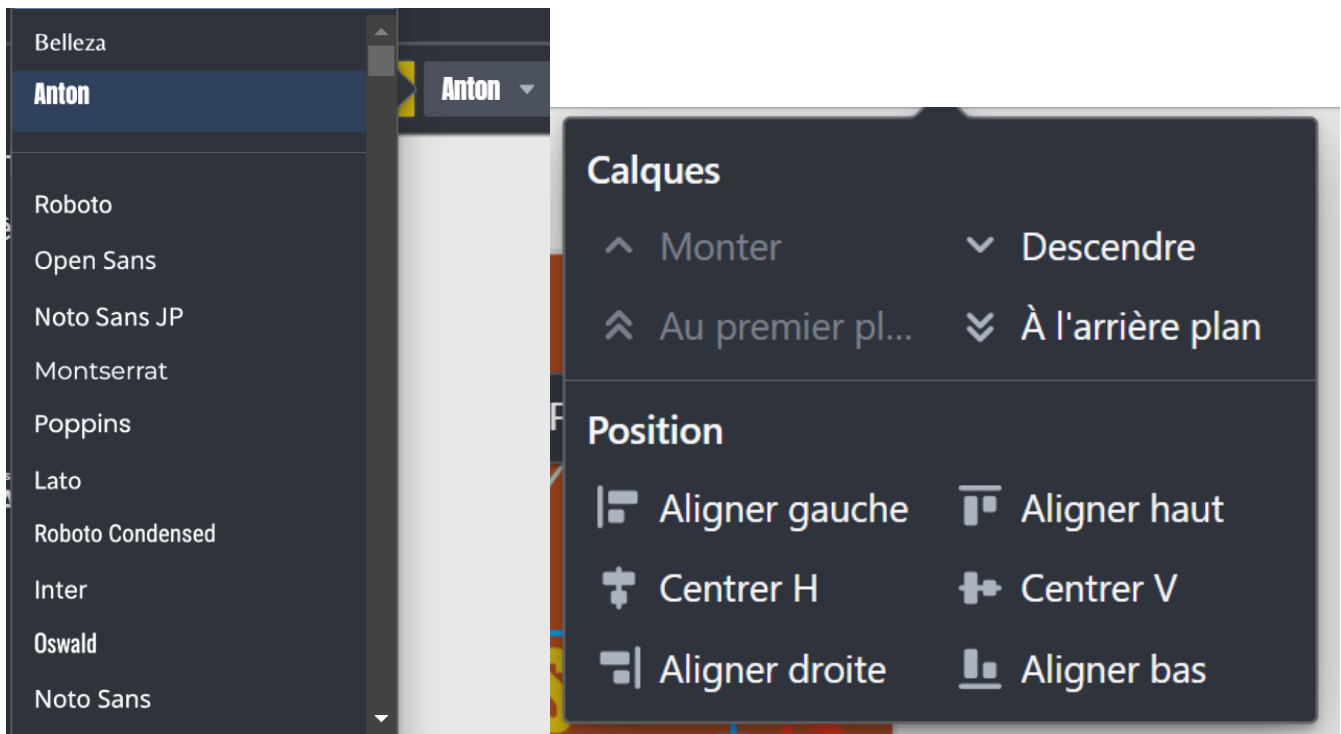 Belleza
Anton
Anton
Roboto
Open Sans
Noto Sans JP
Montserrat
Poppins
Lato
Roboto Condensed
Inter
Oswald
Noto Sans
Calques
Monter
Descendre
Au premier pl...
À l'arrière plan
Position
Aligner gauche
Aligner haut
Centrer H
Centrer V
Aligner droite
Aligner bas